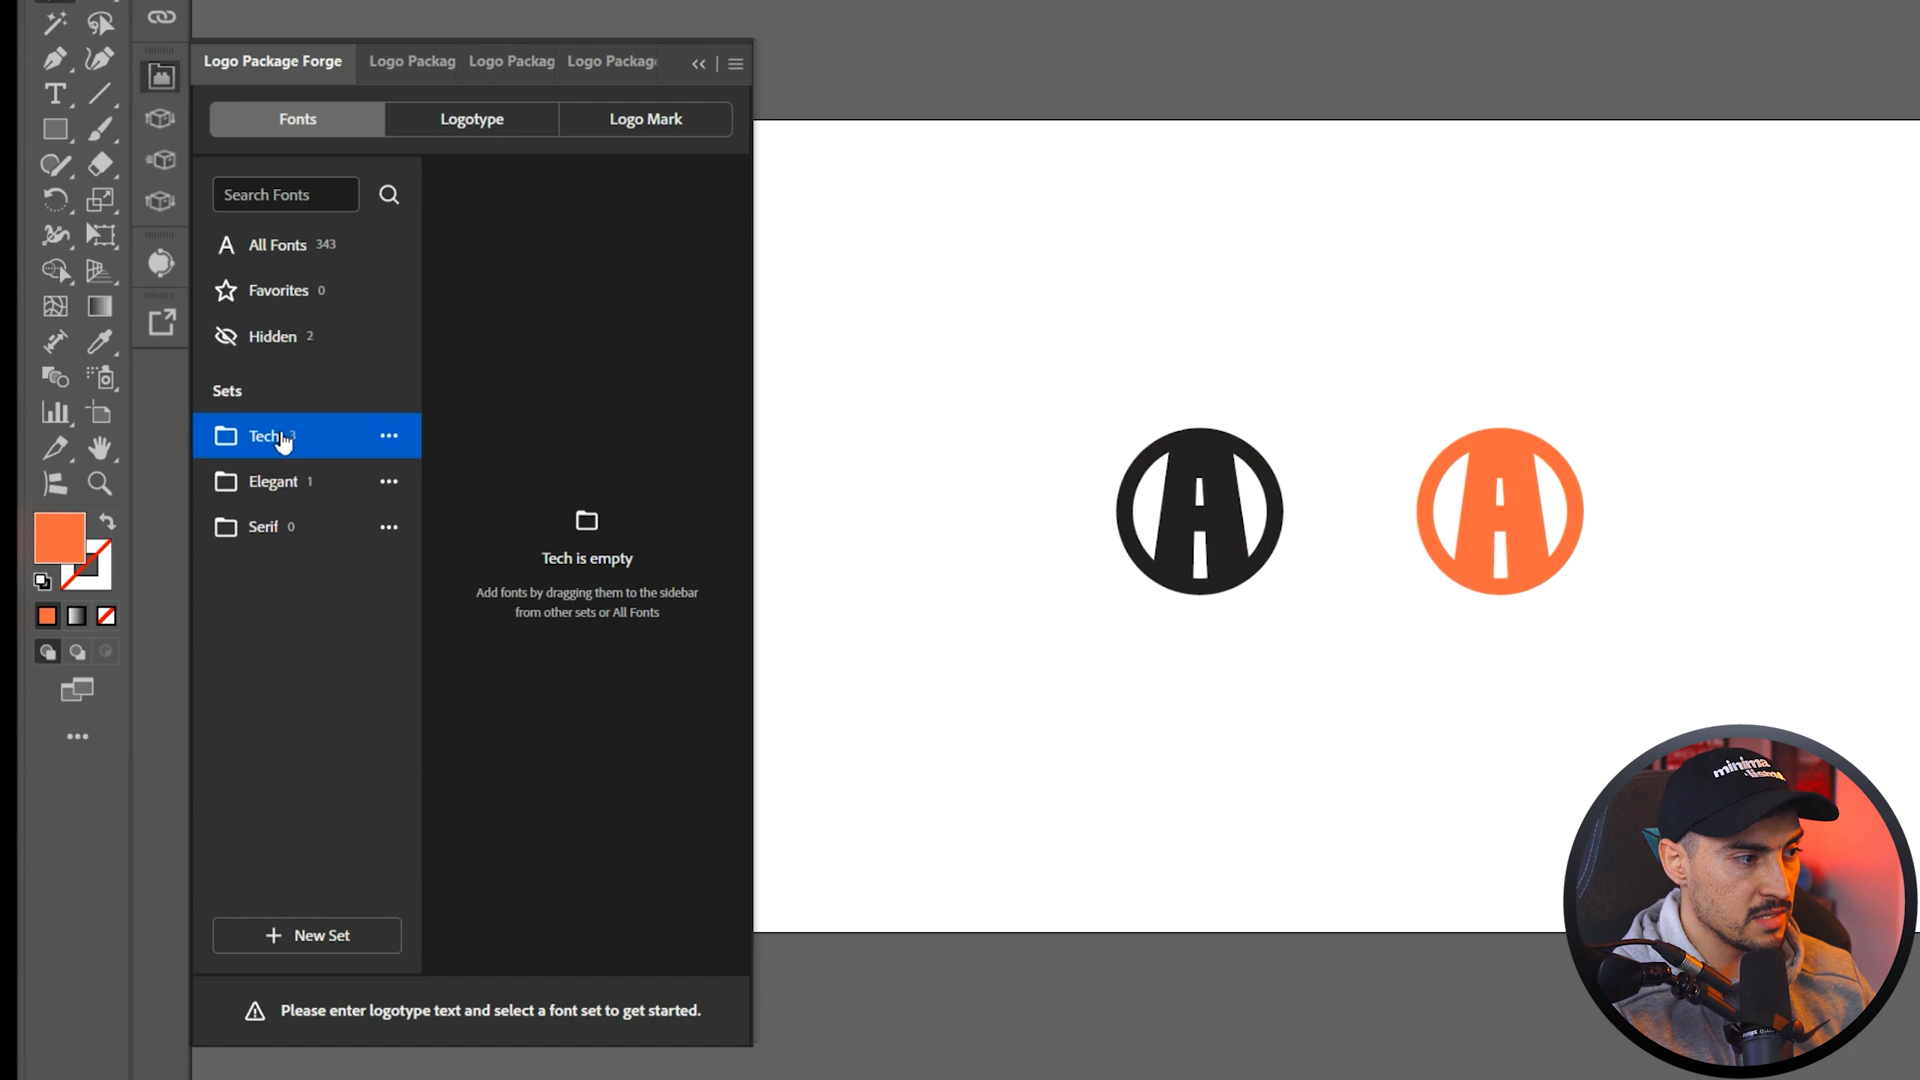 Logo Package Forge
Logo Packag
Logo Packag
Logo Package
Fonts
Logotype
Logo Mark
Search Fonts
All Fonts 343
Favorites 0
Hidden 2
Sets
Tech 3
Elegant 1
Serif 0
Tech is empty
Add fonts by dragging them to the sidebar
from other sets or All Fonts
+ New Set
Please enter logotype text and select a font set to get started.
A
A
minima